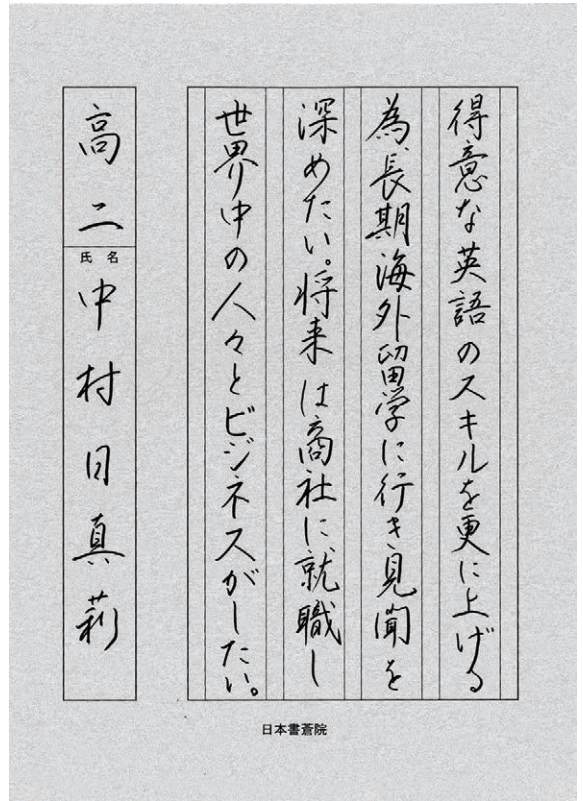 得意な英語のスキルを更に上げる
為、長期海外留学に行き見聞を
深めたい。将来は商社に就職し
世界中の人々とビジネスがしたい。
高二
氏名
中村日真莉
日本書蒼院